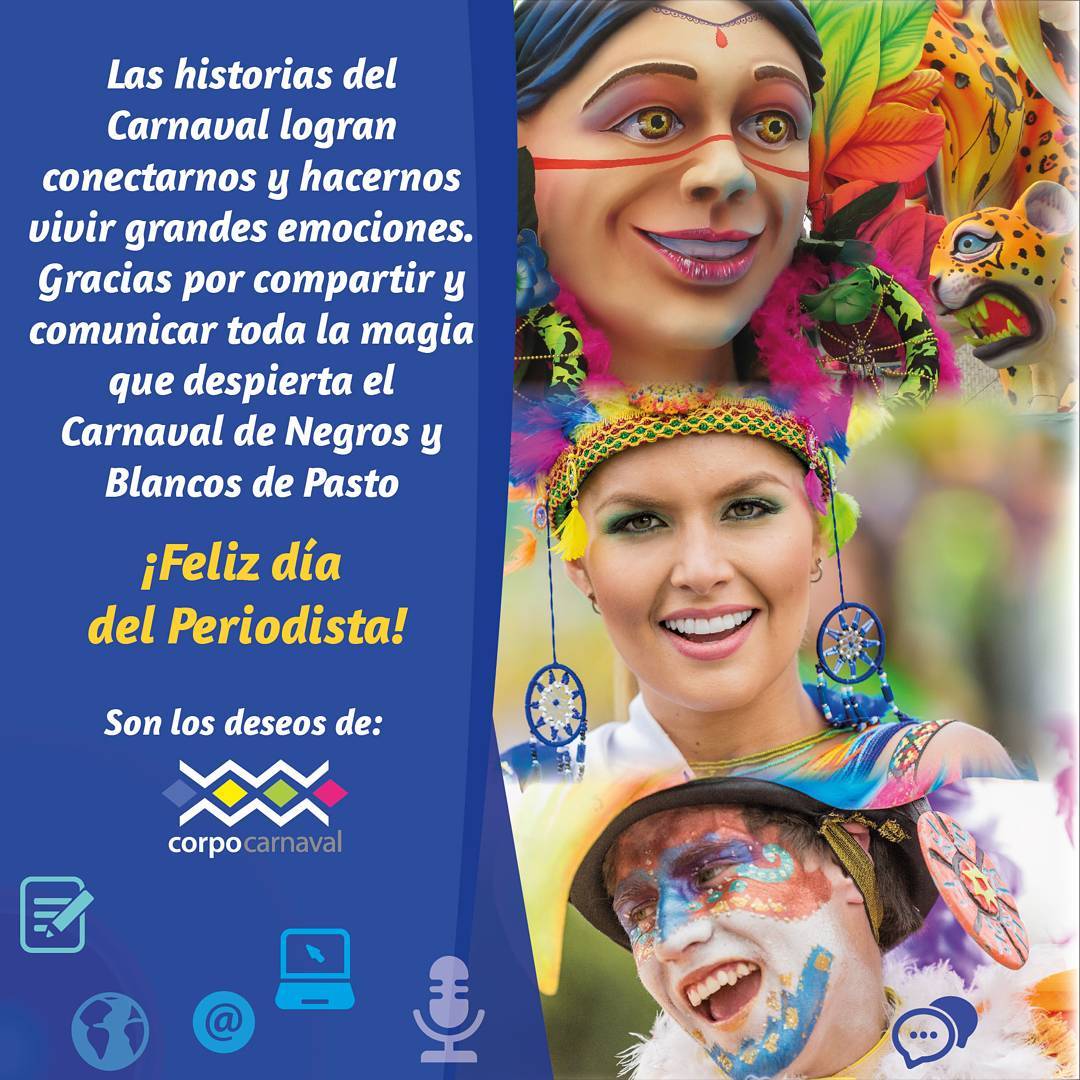 Las historias del
Carnaval logran
conectarnos y hacernos
vivir grandes emociones.
Gracias por compartir y
comunicar toda la magia
que despierta el
Carnaval de Negros y
Blancos de Pasto
¡Feliz día
del Periodista!
Son los deseos de:
corpocarnaval
@